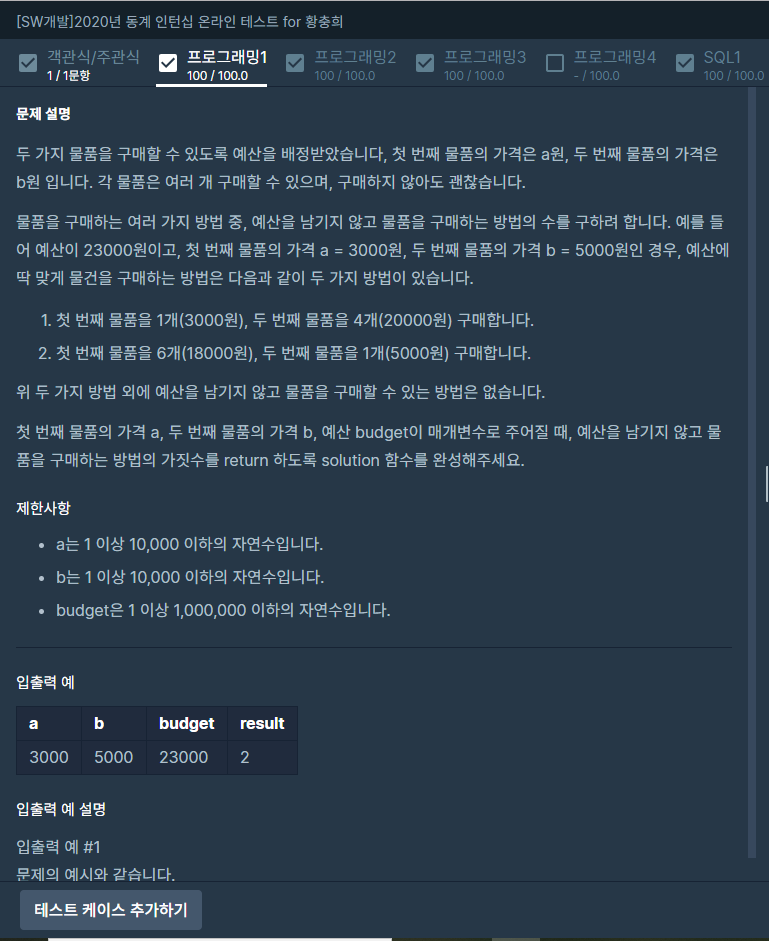 [SW개발]2020년 동계 인턴십 온라인 테스트 for 황충희
객관식/주관식 프로그래밍1 프로그래밍2 프로그래밍3 프로그래밍4 SQL1
1 / 1문항 100 / 100.0 100 / 100.0 100 / 100.0 - / 100.0 100 / 100.0
문제 설명
두 가지 물품을 구매할 수 있도록 예산을 배정받았습니다, 첫 번째 물품의 가격은 a원, 두 번째 물품의 가격은
b원 입니다. 각 물품은 여러 개 구매할 수 있으며, 구매하지 않아도 괜찮습니다.
물품을 구매하는 여러 가지 방법 중, 예산을 남기지 않고 물품을 구매하는 방법의 수를 구하려 합니다. 예를 들
어 예산이 23000원이고, 첫 번째 물품의 가격 a = 3000원, 두 번째 물품의 가격 b = 5000원인 경우, 예산에
딱 맞게 물건을 구매하는 방법은 다음과 같이 두 가지 방법이 있습니다.
1. 첫 번째 물품을 1개(3000원), 두 번째 물품을 4개(20000원) 구매합니다.
2. 첫 번째 물품을 6개(18000원), 두 번째 물품을 1개(5000원) 구매합니다.
위 두 가지 방법 외에 예산을 남기지 않고 물품을 구매할 수 있는 방법은 없습니다.
첫 번째 물품의 가격 a, 두 번째 물품의 가격 b, 예산 budget이 매개변수로 주어질 때, 예산을 남기지 않고 물
품을 구매하는 방법의 가짓수를 return 하도록 solution 함수를 완성해주세요.
제한사항
• a는 1 이상 10,000 이하의 자연수입니다.
• b는 1 이상 10,000 이하의 자연수입니다.
• budget은 1 이상 1,000,000 이하의 자연수입니다.
입출력 예
a b budget result
3000 5000 23000 2
입출력 예 설명
입출력 예 #1
문제의 예시와 같습니다.
테스트 케이스 추가하기